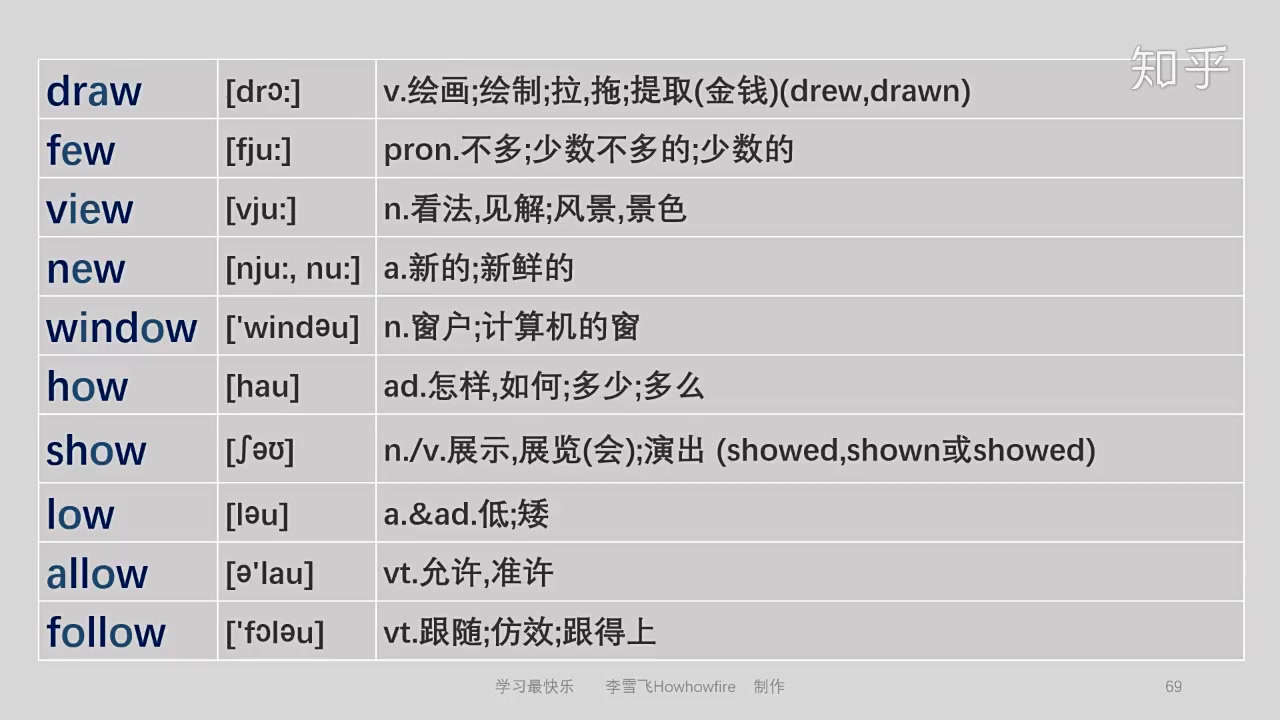 知乎
draw [drɔ:] v.绘画;绘制;拉,拖;提取(金钱)(drew,drawn)
few [fju:] pron.不多;少数不多的;少数的
view [vju:] n.看法,见解;风景,景色
new [nju:, nu:] a.新的;新鲜的
window ['windəu] n.窗户;计算机的窗
how [hau] ad.怎样,如何;多少;多么
show [ʃəʊ] n./v.展示,展览(会);演出 (showed,shown或showed)
low [ləu] a.&ad.低;矮
allow [ə'lau] vt.允许,准许
follow ['fɔləu] vt.跟随;仿效;跟得上
学习最快乐 李雪飞Howhowfire 制作 69